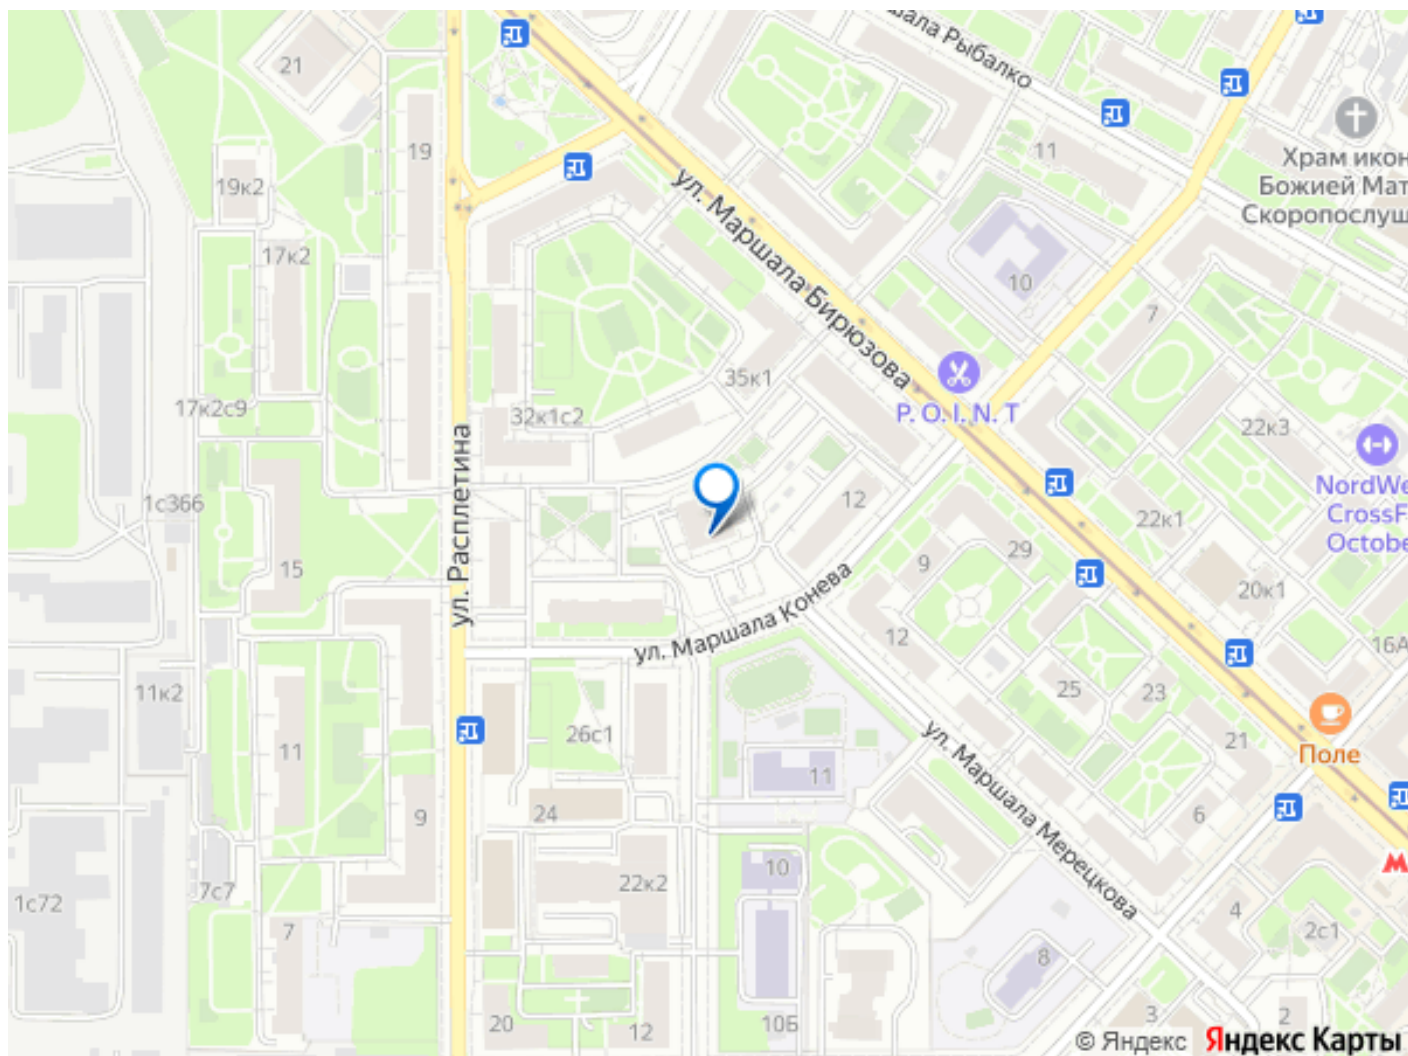 шала Рыбалко
21
19
19к2
17к2
11
Храм икон
Божией Мат
Скоропослуш
10
7
ул. Маршала Бирюзова
35к1
P. O. I. N. T
17к2с9
32к1с2
22к3
ул. Расплетина
NordWe
CrossF
Octobe
1с366
12
22к1
29
9
15
20к1
ул. Маршала Конева
12
16А
11к2
25
23
26с1
ул. Маршала Мерецкова
21
Поле
11
11
24
9
6
10
22к2
7с7
1с72
4
2с1
7
8
20
12
10Б
3
2
© Яндекс Яндекс Карты